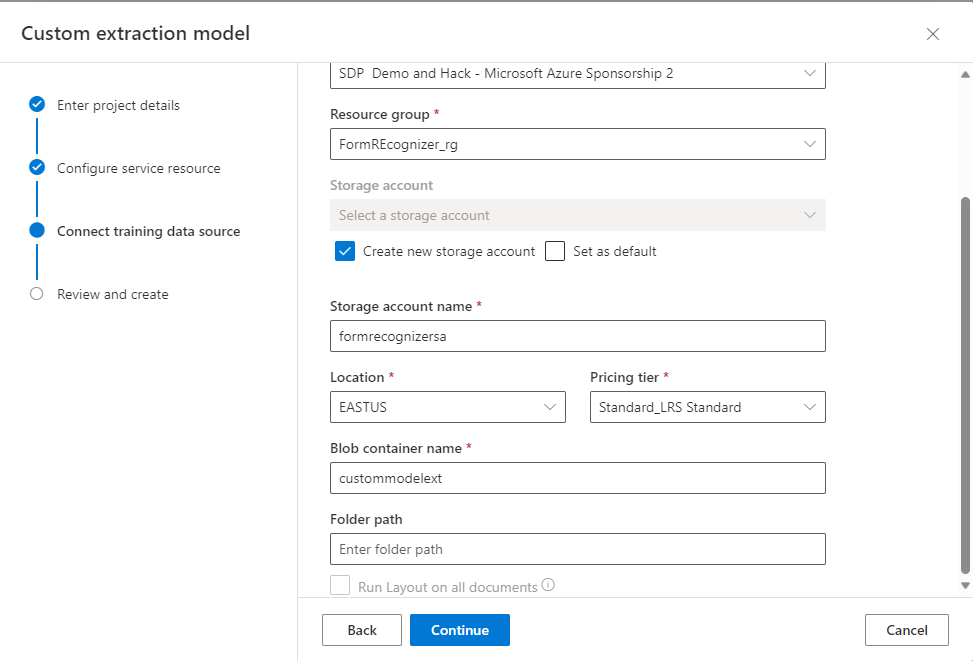 Custom extraction model
Enter project details
Configure service resource
Connect training data source
Review and create
SDP Demo and Hack - Microsoft Azure Sponsorship 2
Resource group *
FormREcognizer_rg
Storage account
Select a storage account
Create new storage account Set as default
Storage account name *
formrecognizersa
Location * Pricing tier *
EASTUS Standard_LRS Standard
Blob container name *
custommodelext
Folder path
Enter folder path
Run Layout on all documents
Back Continue Cancel